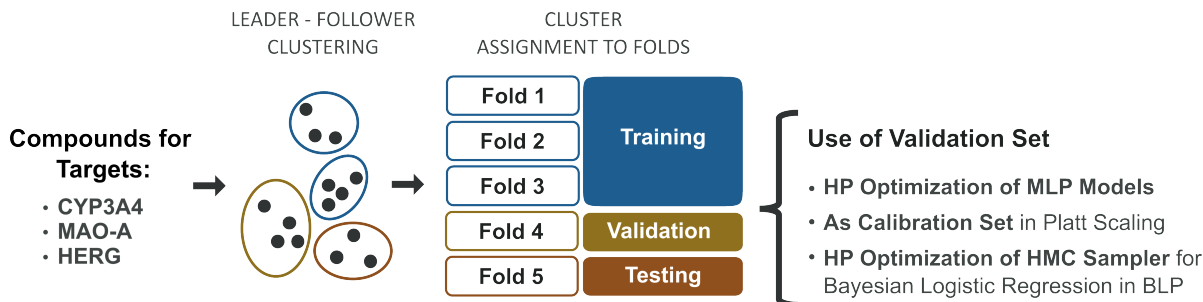 LEADER - FOLLOWER
CLUSTERING
CLUSTER
ASSIGNMENT TO FOLDS
Compounds for
Targets:
• CYP3A4
• MAO-A
• HERG
Fold 1
Fold 2
Fold 3
Fold 4
Fold 5
Training
Validation
Testing
Use of Validation Set
• HP Optimization of MLP Models
• As Calibration Set in Platt Scaling
• HP Optimization of HMC Sampler for
Bayesian Logistic Regression in BLP